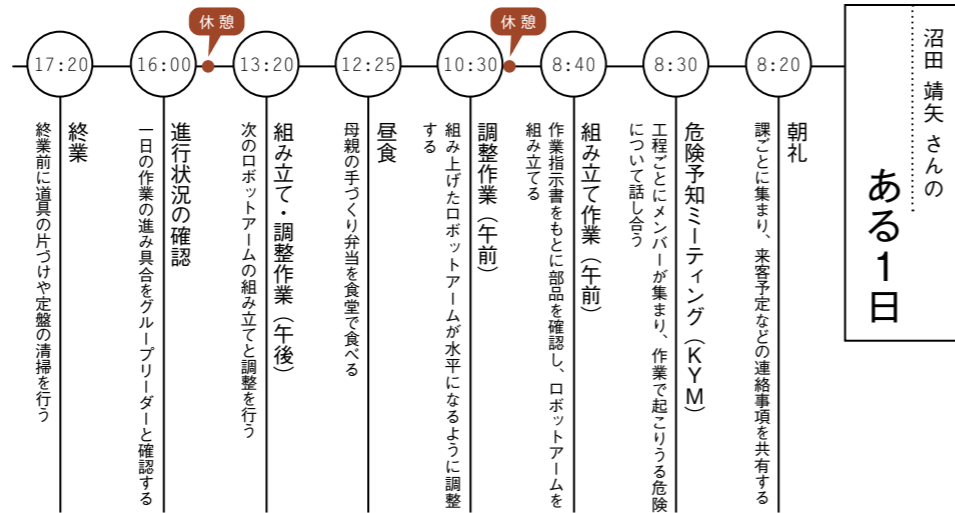 沼田 靖矢 さんの
ある1日
8:20
朝礼
課ごとに集まり、来客予定などの連絡事項を共有する
8:30
危険予知ミーティング（KYM）
工程ごとにメンバーが集まり、作業で起こりうる危険
について話し合う
8:40
組み立て作業（午前）
作業指示書をもとに部品を確認し、ロボットアームを
組み立てる
休憩
10:30
調整作業（午前）
組み上げたロボットアームが水平になるように調整
する
12:25
昼食
母親の手づくり弁当を食堂で食べる
13:20
組み立て・調整作業（午後）
次のロボットアームの組み立てと調整を行う
休憩
16:00
進行状況の確認
一日の作業の進み具合をグループリーダーと確認する
17:20
終業
終業前に道具の片づけや定盤の清掃を行う